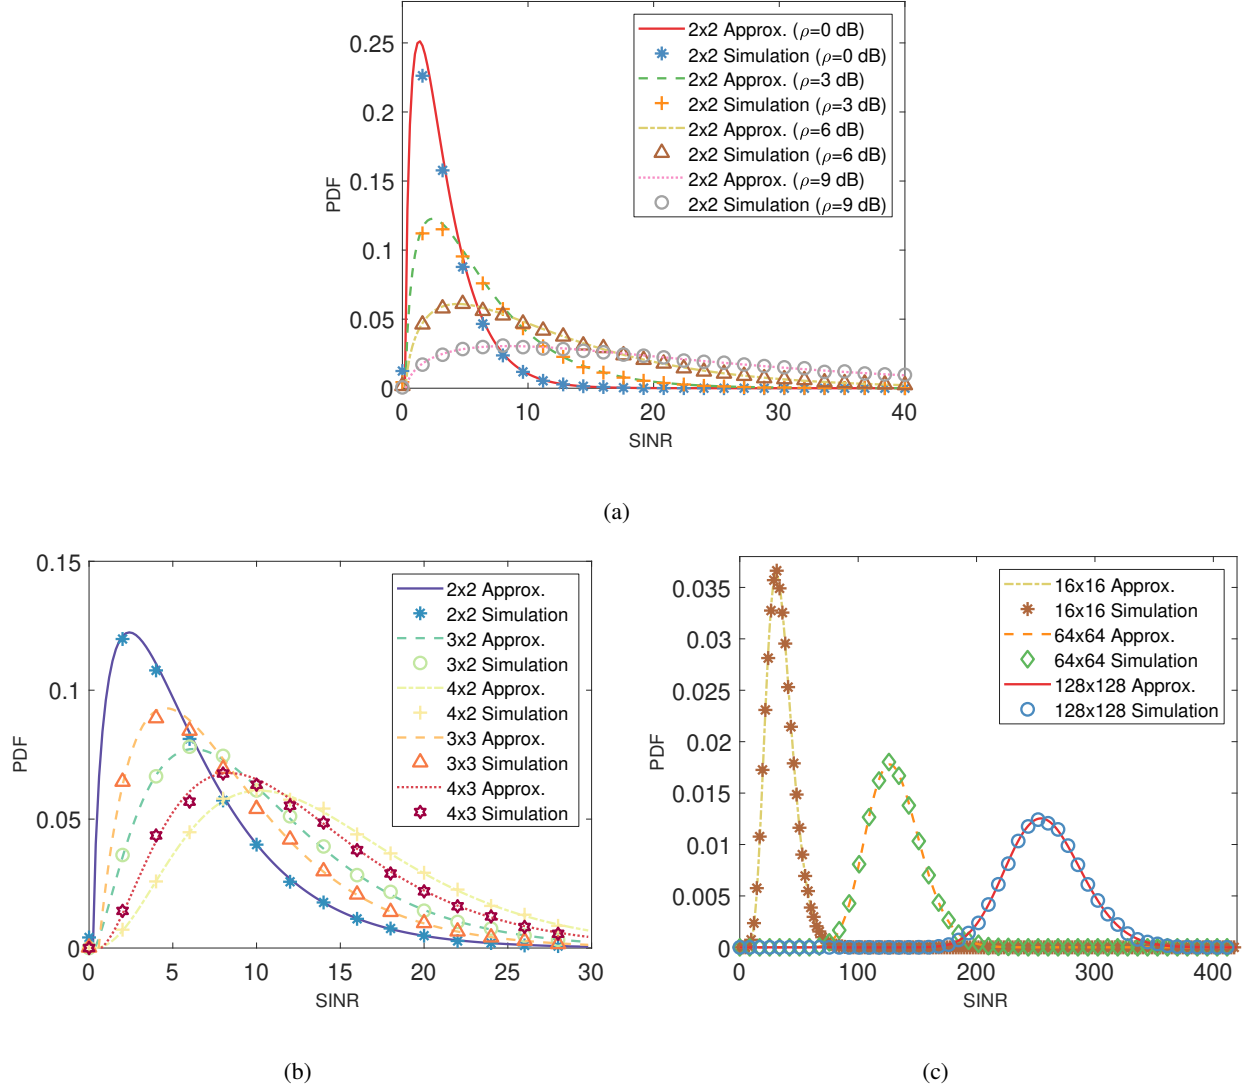 0.25
0.2
0.15
0.1
0.05
0
PDF
0
10
20
30
40
SINR
2x2 Approx. (ρ=0 dB)
2x2 Simulation (ρ=0 dB)
2x2 Approx. (ρ=3 dB)
2x2 Simulation (ρ=3 dB)
2x2 Approx. (ρ=6 dB)
2x2 Simulation (ρ=6 dB)
2x2 Approx. (ρ=9 dB)
2x2 Simulation (ρ=9 dB)
(a)
0.15
0.1
0.05
0
PDF
0
5
10
15
20
25
30
SINR
2x2 Approx.
2x2 Simulation
3x2 Approx.
3x2 Simulation
4x2 Approx.
4x2 Simulation
3x3 Approx.
3x3 Simulation
4x3 Approx.
4x3 Simulation
(b)
0.035
0.03
0.025
0.02
0.015
0.01
0.005
0
PDF
0
100
200
300
400
SINR
16x16 Approx.
16x16 Simulation
64x64 Approx.
64x64 Simulation
128x128 Approx.
128x128 Simulation
(c)